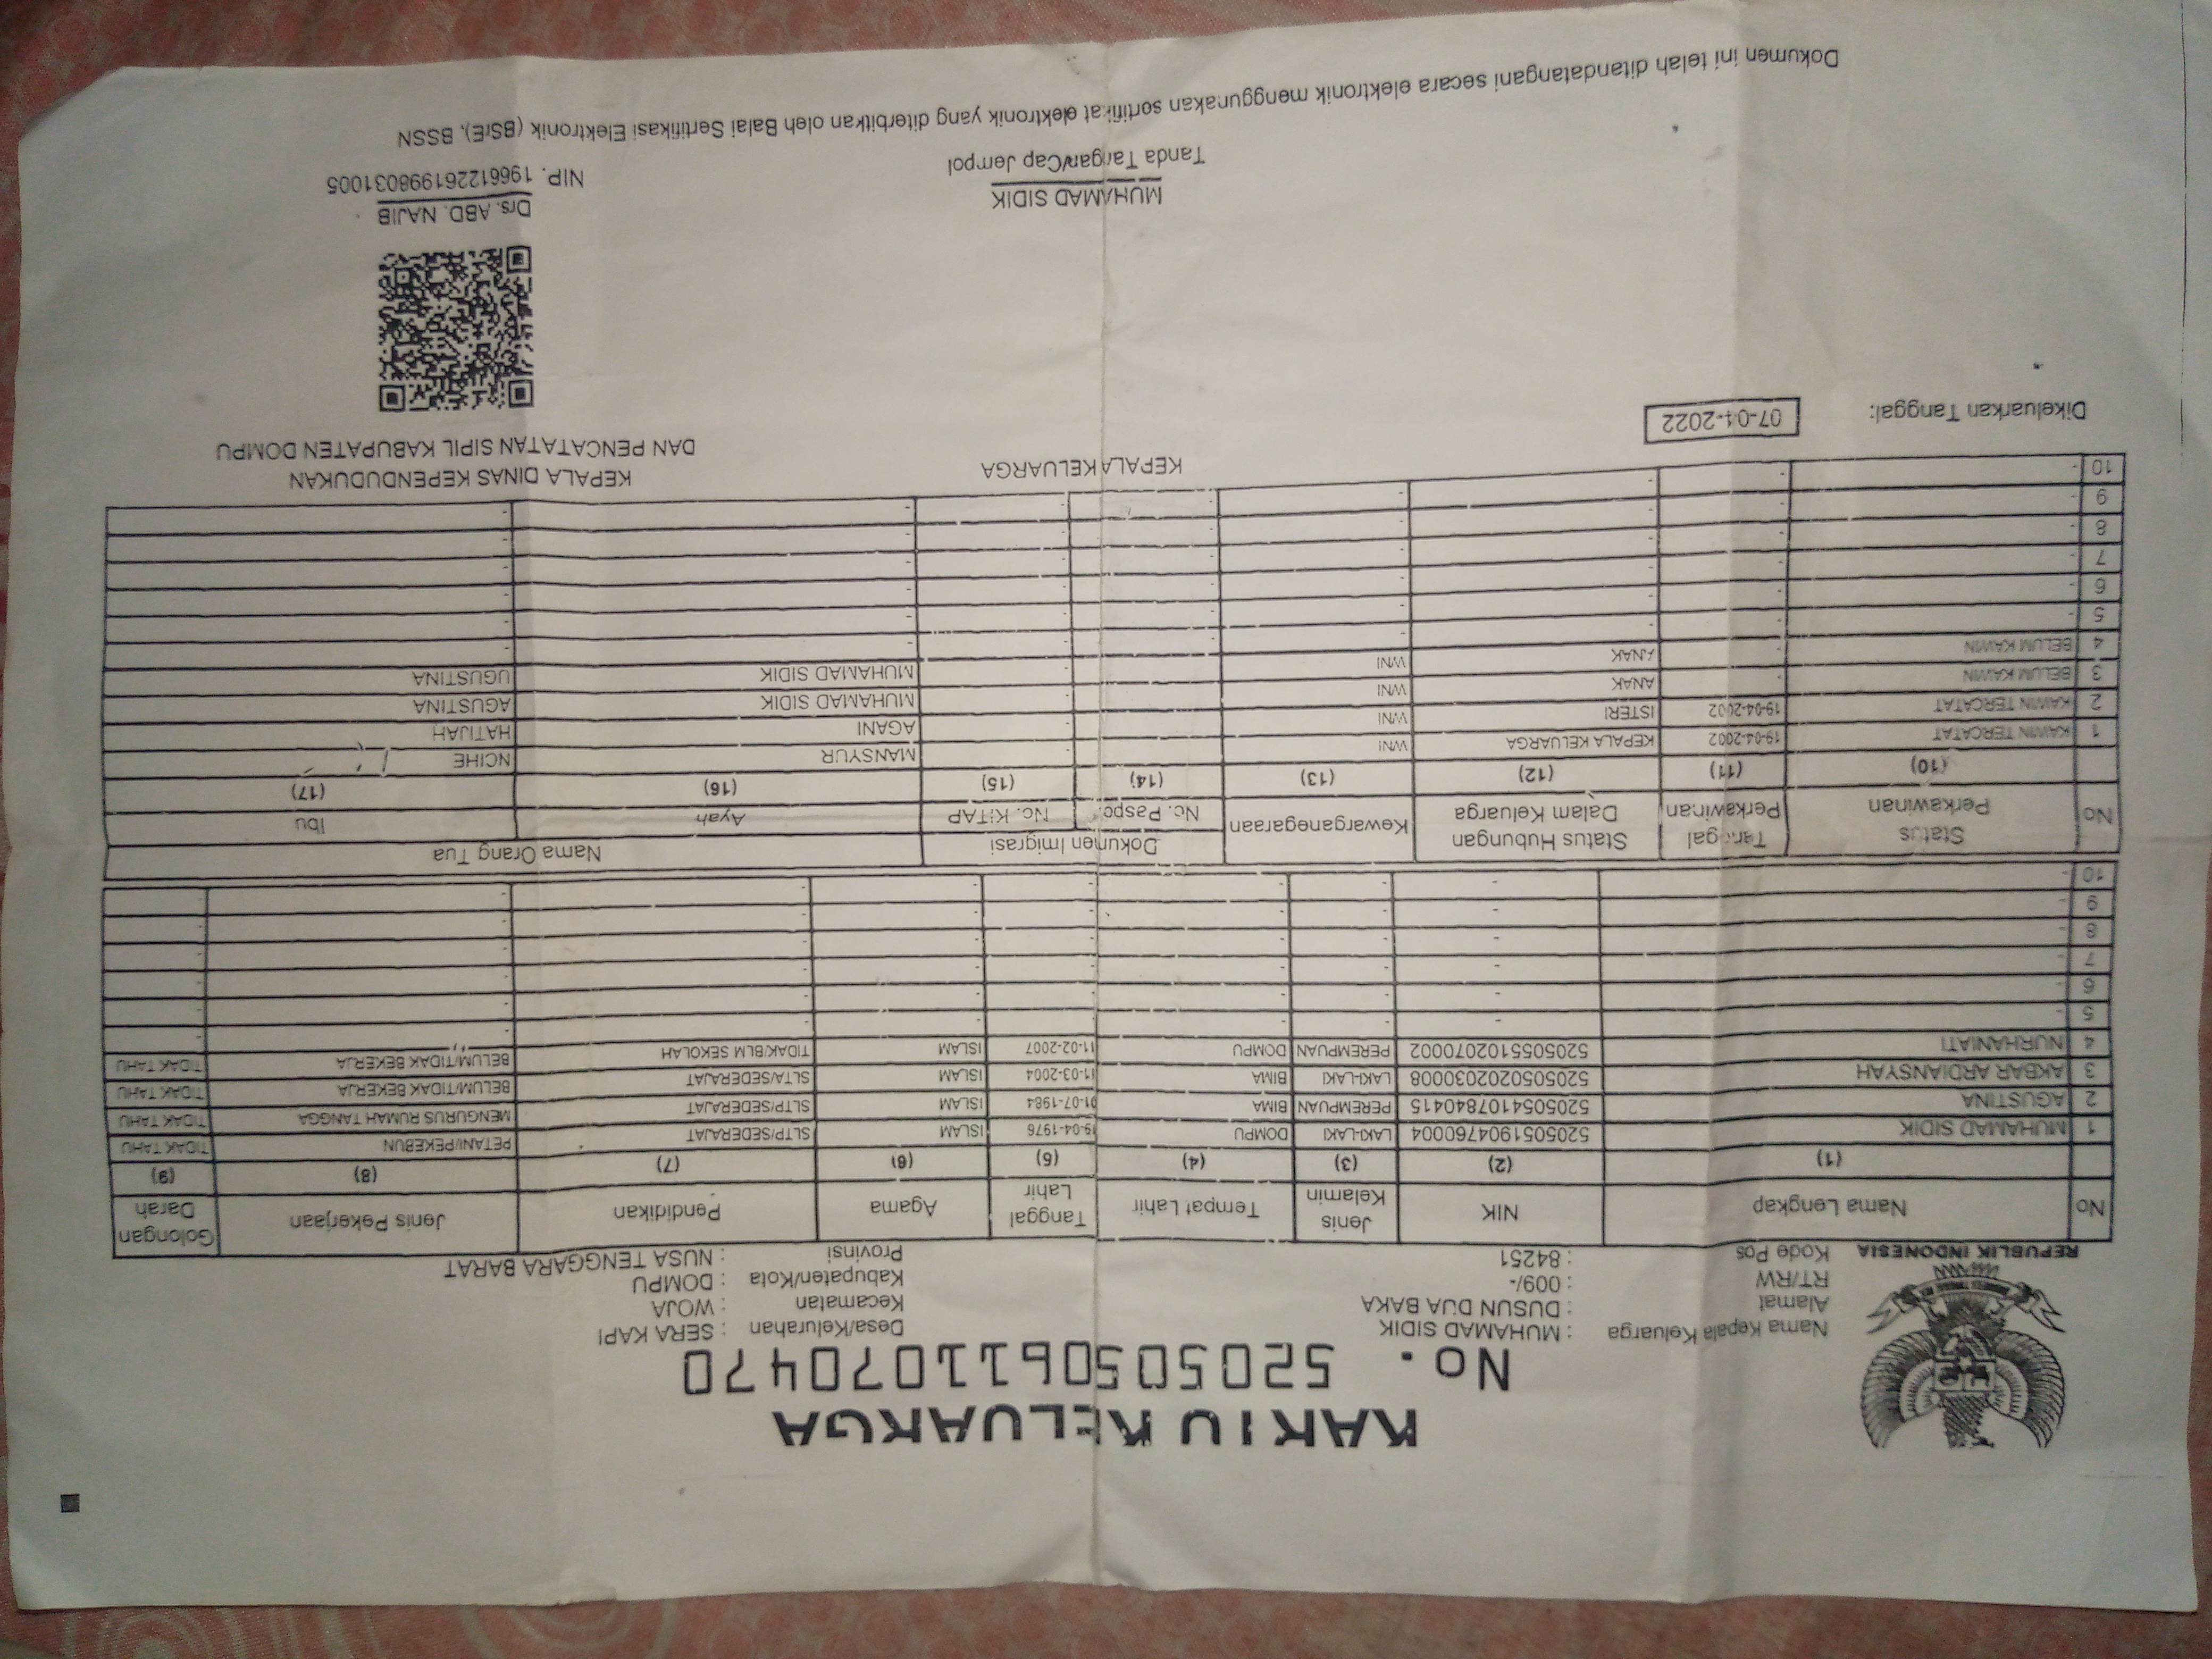 KARTU KELUARGA
No. 5205050611070470
Nama Kepala Keluarga : MUHAMAD SIDIK
Alamat : DUSUN DUA BAKA
RT/RW : 009/-
Kode Pos : 84251
Desa/Kelurahan : SERA KAPI
Kecamatan : WOJA
Kabupaten/Kota : DOMPU
Provinsi : NUSA TENGGARA BARAT
REPUBLIK INDONESIA
No Nama Lengkap NIK Jenis Kelamin Tempat Lahir Tanggal Lahir Agama Pendidikan Jenis Pekerjaan Golongan Darah
(1) (2) (3) (4) (5) (6) (7) (8) (9)
1 MUHAMAD SIDIK 5205051904760004 LAKI-LAKI DOMPU 19-04-1976 ISLAM SLTP/SEDERAJAT PETANI/PEKEBUN TIDAK TAHU
2 AGUSTINA 5205054107840415 PEREMPUAN BIMA 01-07-1984 ISLAM SLTP/SEDERAJAT MENGURUS RUMAH TANGGA TIDAK TAHU
3 AKBAR ARDIANSYAH 5205050202030008 LAKI-LAKI BIMA 11-03-2004 ISLAM SLTA/SEDERAJAT BELUM/TIDAK BEKERJA TIDAK TAHU
4 NURHANIATI 5205055102070002 PEREMPUAN DOMPU 11-02-2007 ISLAM TIDAK/BLM SEKOLAH BELUM/TIDAK BEKERJA TIDAK TAHU
5 - - - - - - - - -
6 - - - - - - - - -
7 - - - - - - - - -
8 - - - - - - - - -
9 - - - - - - - - -
10 - - - - - - - - -
No Status Perkawinan Tanggal Perkawinan Status Hubungan Dalam Keluarga Kewarganegaraan Dokumen Imigrasi Nama Orang Tua
No. Paspor No. KITAP Ayah Ibu
(10) (11) (12) (13) (14) (15) (16) (17)
1 KAWIN TERCATAT 19-04-2002 KEPALA KELUARGA WNI - MANSYUR NCIHE
2 KAWIN TERCATAT 19-04-2002 ISTERI WNI - AGANI HATIJAH
3 BELUM KAWIN - ANAK WNI - MUHAMAD SIDIK AGUSTINA
4 BELUM KAWIN - ANAK WNI - MUHAMAD SIDIK UGUSTINA
5 - - - - - - -
6 - - - - - - -
7 - - - - - - -
8 - - - - - - -
9 - - - - - - -
10 - - - - - - -
Dikeluarkan Tanggal: 07-04-2022
KEPALA KELUARGA
KEPALA DINAS KEPENDUDUKAN
DAN PENCATATAN SIPIL KABUPATEN DOMPU
MUHAMAD SIDIK
Tanda Tangan/Cap Jempol
Drs. ABD. NAJIB
NIP. 196612261998031005
Dokumen ini telah ditandatangani secara elektronik menggunakan sertifikat elektronik yang diterbitkan oleh Balai Sertifikasi Elektronik (BSrE), BSSN